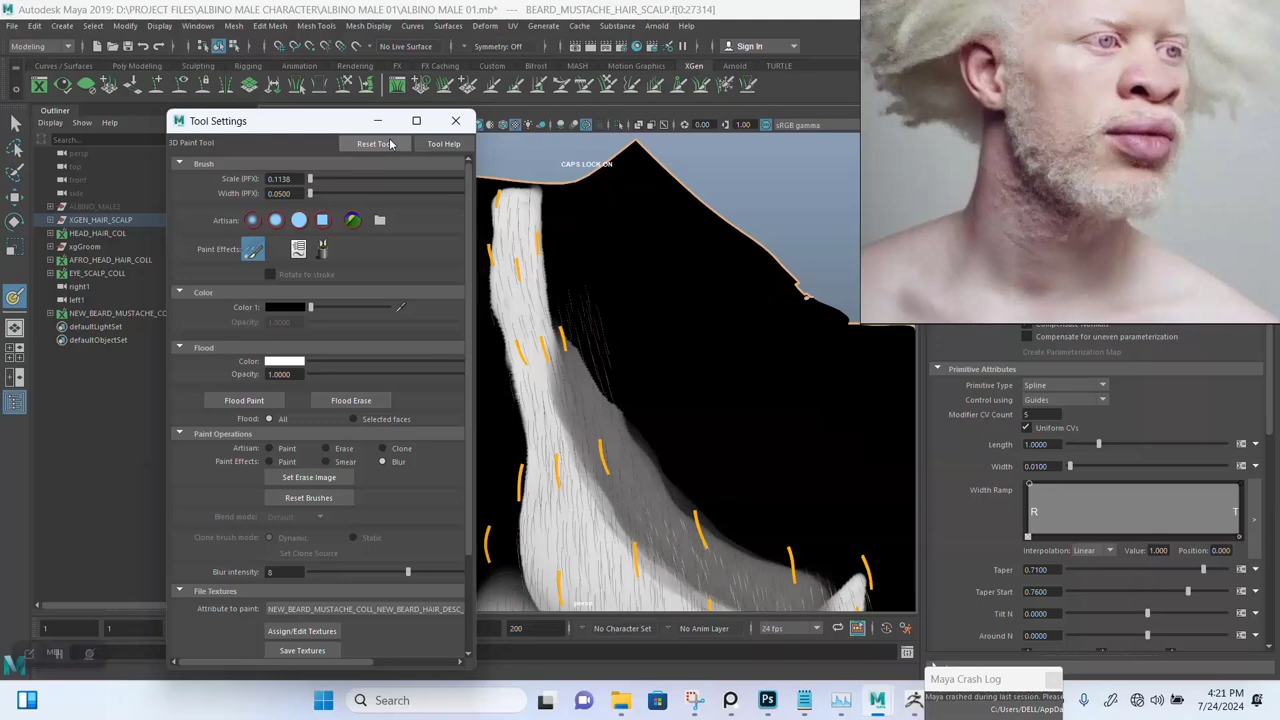 Autodesk Maya 2019: D:\PROJECT FILES\ALBINO MALE CHARACTER\ALBINO MALE 01\ALBINO MALE 01.mb* --- BEARD_MUSTACHE_HAIR_SCALP.f[0:27314]
File Edit Create Select Modify Display Windows Mesh Edit Mesh Mesh Tools Mesh Display Curves Surfaces Deform UV Generate Cache Substance Arnold Help
Modeling No Live Surface Symmetry: Off Sign In
Curves / Surfaces Poly Modeling Sculpting Rigging Animation Rendering FX FX Caching Custom Bifrost MASH Motion Graphics XGen Arnold TURTLE
Outliner
Display Show Help
Search...
persp
top
front
side
ALBINO_MALE2
XGEN_HAIR_SCALP
HEAD_HAIR_COL
xgGroom
AFRO_HEAD_HAIR_COLL
EYE_SCALP_COLL
right1
left1
NEW_BEARD_MUSTACHE_CO
defaultLightSet
defaultObjectSet
Tool Settings
3D Paint Tool
Reset Tool Tool Help
Brush
Scale (PFX) 0.1138
Width (PFX) 0.0500
Artisan:
Paint Effects:
Rotate to stroke
Color
Color 1:
Opacity: 1.0000
Flood
Color:
Opacity: 1.0000
Flood Paint Flood Erase
Flood: All Selected faces
Paint Operations
Artisan: Paint Erase Clone
Paint Effects: Paint Smear Blur
Set Erase Image
Reset Brushes
Blend mode: Default
Clone brush mode: Dynamic Static
Set Clone Source
Blur intensity: 8
File Textures
Attribute to paint: NEW_BEARD_MUSTACHE_COLL_NEW_BEARD_HAIR_DESC_
Assign/Edit Textures
Save Textures
0.00 1.00 sRGB gamma
CAPS LOCK ON
persp
Compensate for uneven parameterization
Create Parameterization Map
Primitive Attributes
Primitive Type Spline
Control using Guides
Modifier CV Count 5
Uniform CVs
Length 1.0000
Width 0.0100
Width Ramp
R T
>
Interpolation: Linear Value: 1.000 Position: 0.000
Taper 0.7100
Taper Start 0.7600
Tilt N 0.0000
Around N 0.0000
1 1 200 No Character Set No Anim Layer 24 fps
Maya Crash Log
Maya crashed during last session. Please
C:/Users/DELL/AppDa
Search
4:21 PM
7/24/2024